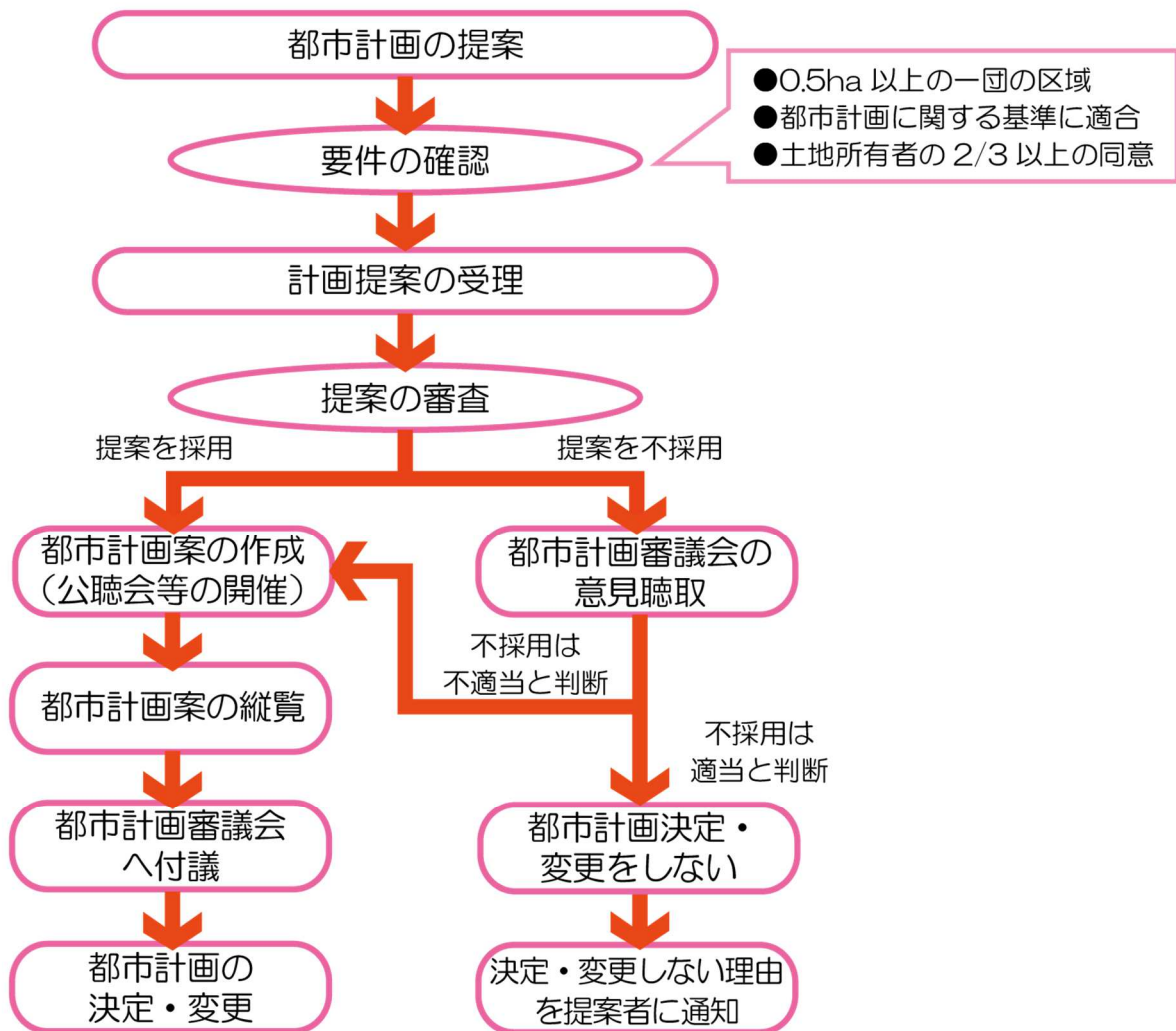 都市計画の提案
●0.5ha 以上の一団の区域
●都市計画に関する基準に適合
●土地所有者の 2/3 以上の同意
要件の確認
計画提案の受理
提案の審査
提案を採用
提案を不採用
都市計画案の作成
（公聴会等の開催）
都市計画審議会の
意見聴取
不採用は
不適当と判断
都市計画案の縦覧
不採用は
適当と判断
都市計画審議会
へ付議
都市計画決定・
変更をしない
都市計画の
決定・変更
決定・変更しない理由
を提案者に通知